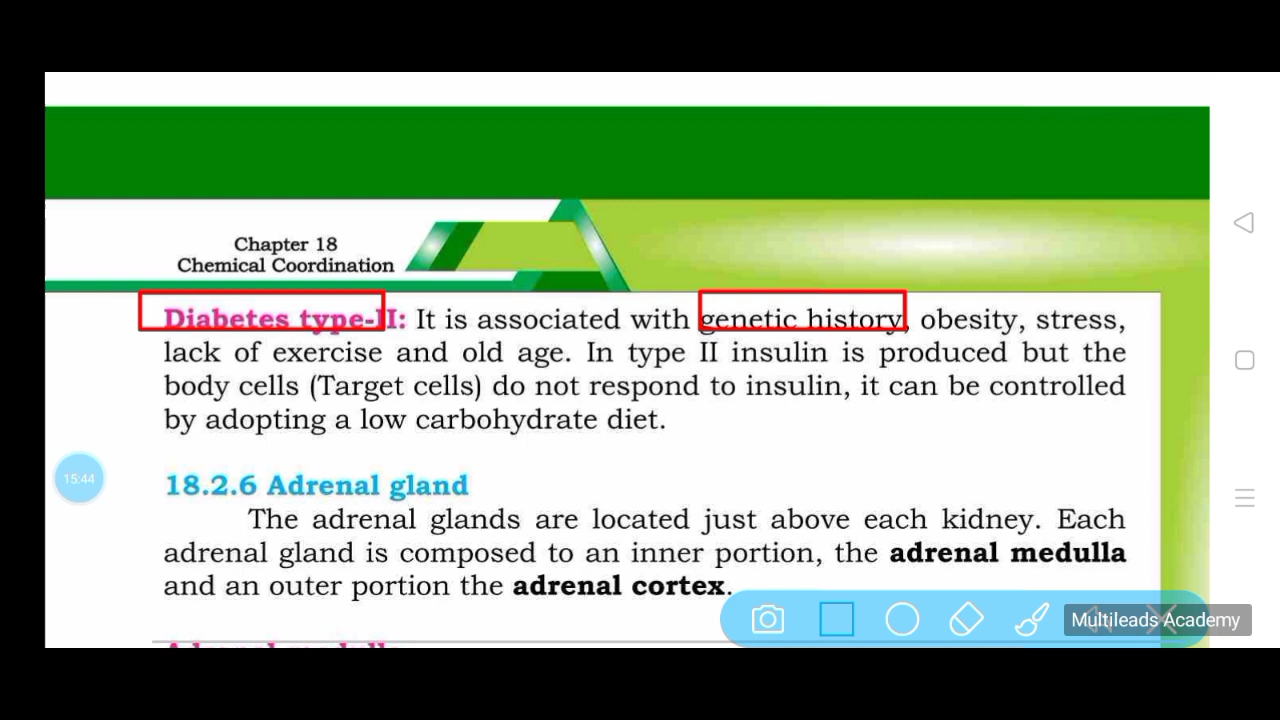 Chapter 18
Chemical Coordination
Diabetes type-II: It is associated with genetic history, obesity, stress,
lack of exercise and old age. In type II insulin is produced but the
body cells (Target cells) do not respond to insulin, it can be controlled
by adopting a low carbohydrate diet.
15:44
18.2.6 Adrenal gland
The adrenal glands are located just above each kidney. Each
adrenal gland is composed to an inner portion, the adrenal medulla
and an outer portion the adrenal cortex.
Multileads Academy